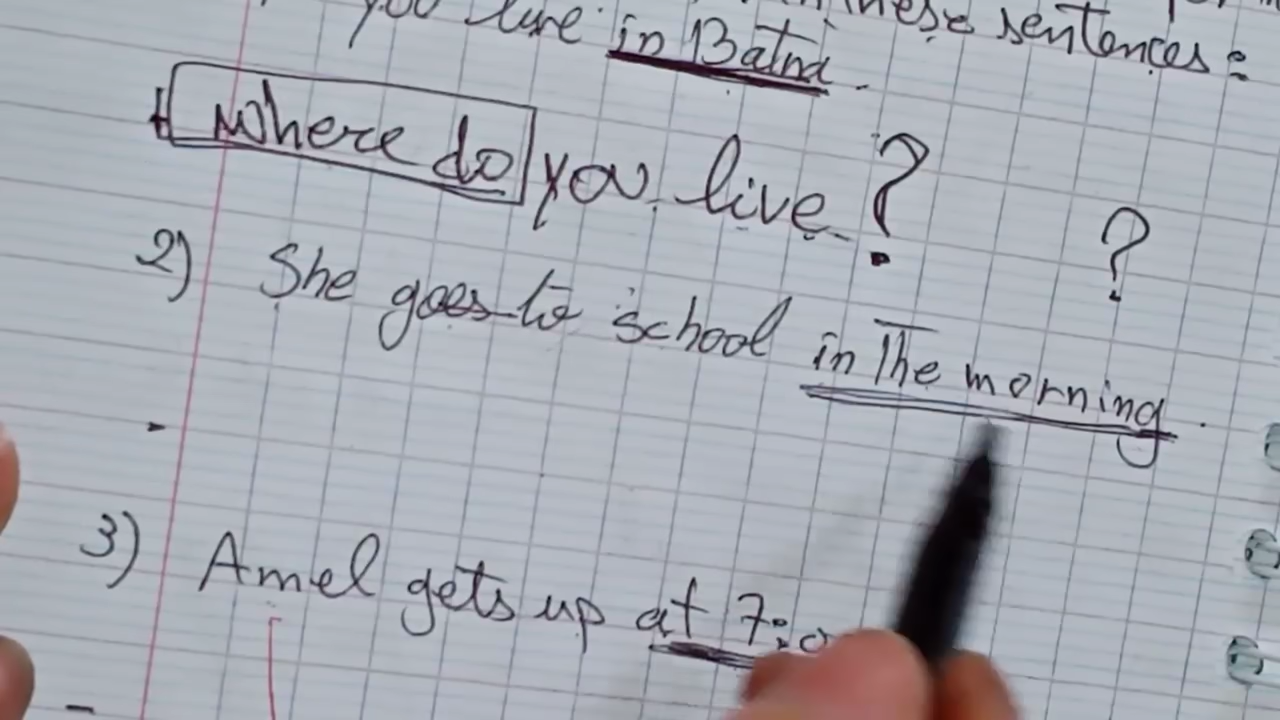 you live in Batna.
these sentences:
Where do you live ?
?
2) She goes to school in The morning.
3) Amel gets up at 7:0